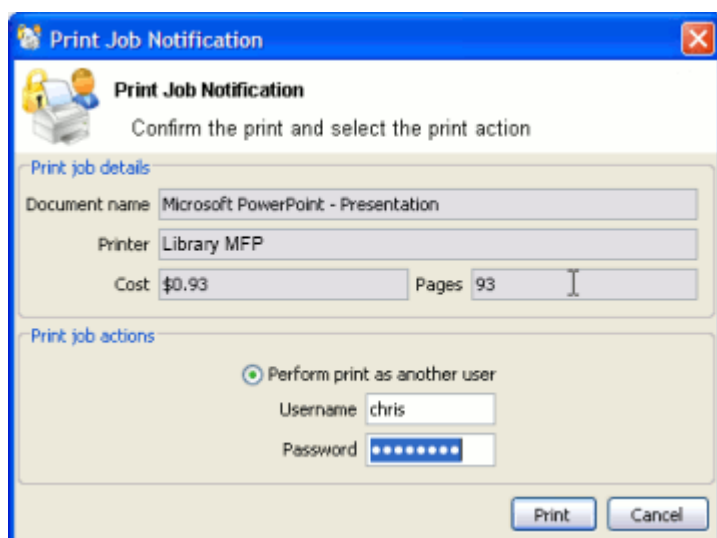 Print Job Notification
Print Job Notification
Confirm the print and select the print action
Print job details
Document name Microsoft PowerPoint - Presentation
Printer Library MFP
Cost $0.93 Pages 93
Print job actions
Perform print as another user
Username chris
Password ••••••••
Print Cancel